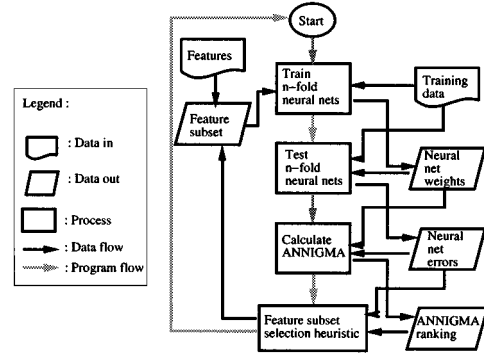 Start
Features
Train
n-fold
neural nets
Training
data
Feature
subset
Legend :
: Data in
: Data out
: Process
: Data flow
: Program flow
Test
n-fold
neural nets
Neural
net
weights
Calculate
ANNIGMA
Neural
net
errors
Feature subset
selection heuristic
ANNIGMA
ranking